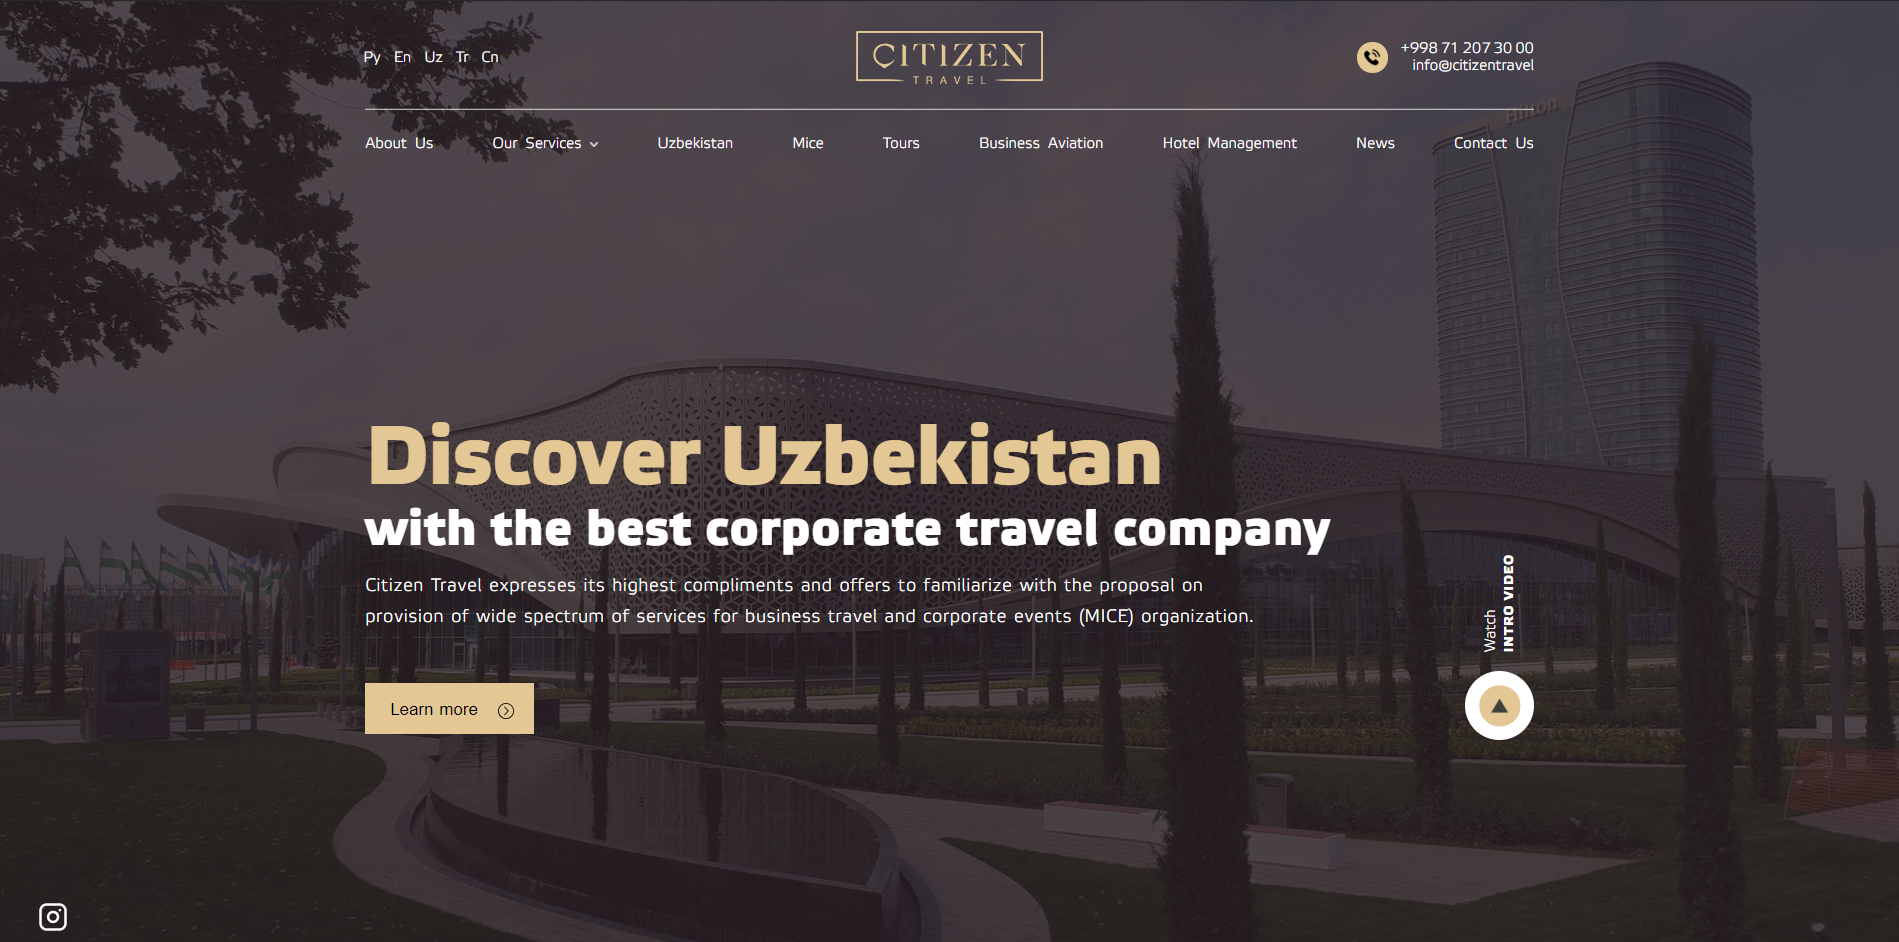 Ру En Uz Tr Cn
CITIZEN
TRAVEL
+998 71 207 30 00
info@citizentravel
About Us Our Services Uzbekistan Mice Tours Business Aviation Hotel Management News Contact Us
Hilton
Discover Uzbekistan
with the best corporate travel company
Citizen Travel expresses its highest compliments and offers to familiarize with the proposal on
provision of wide spectrum of services for business travel and corporate events (MICE) organization.
Watch
INTRO VIDEO
Learn more